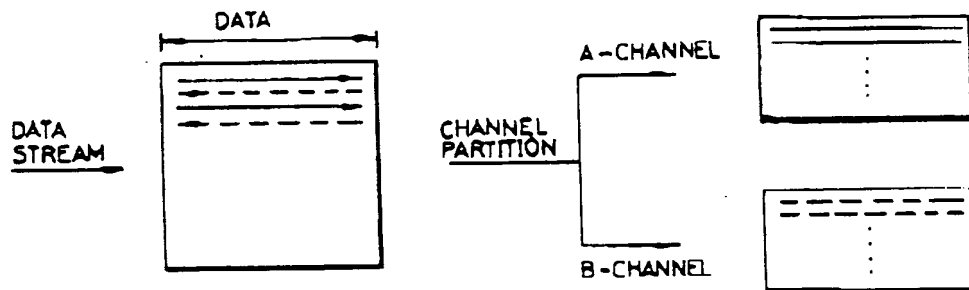 DATA
DATA
STREAM
CHANNEL
PARTITION
A-CHANNEL
B-CHANNEL